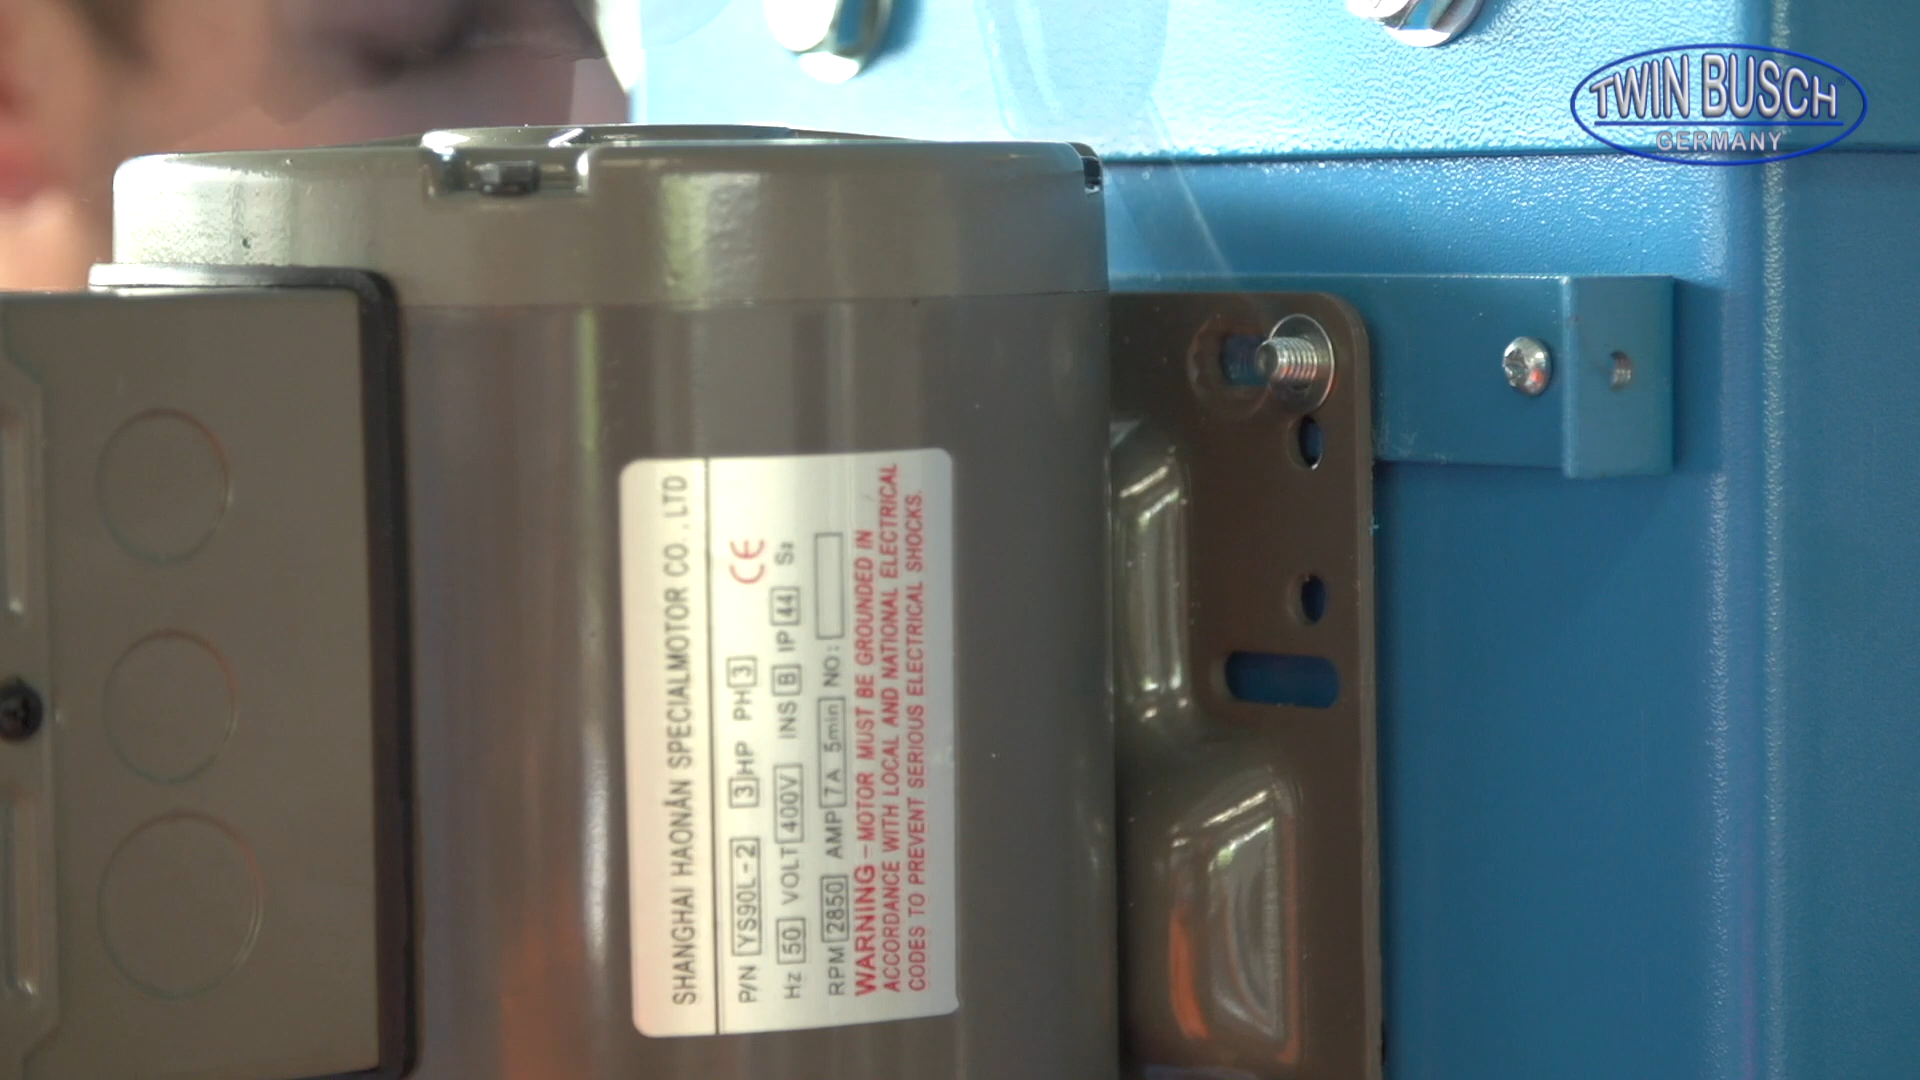 TWIN BUSCH
GERMANY
SHANGHAI HAONAN SPECIALMOTOR CO.,LTD
P/N YS90L-2 3 HP PH 3 CE
Hz 50 VOLT 400V INS B IP 44 S2
RPM 2850 AMP 7A 5min NO:
WARNING-MOTOR MUST BE GROUNDED IN
ACCORDANCE WITH LOCAL AND NATIONAL ELECTRICAL
CODES TO PREVENT SERIOUS ELECTRICAL SHOCKS.